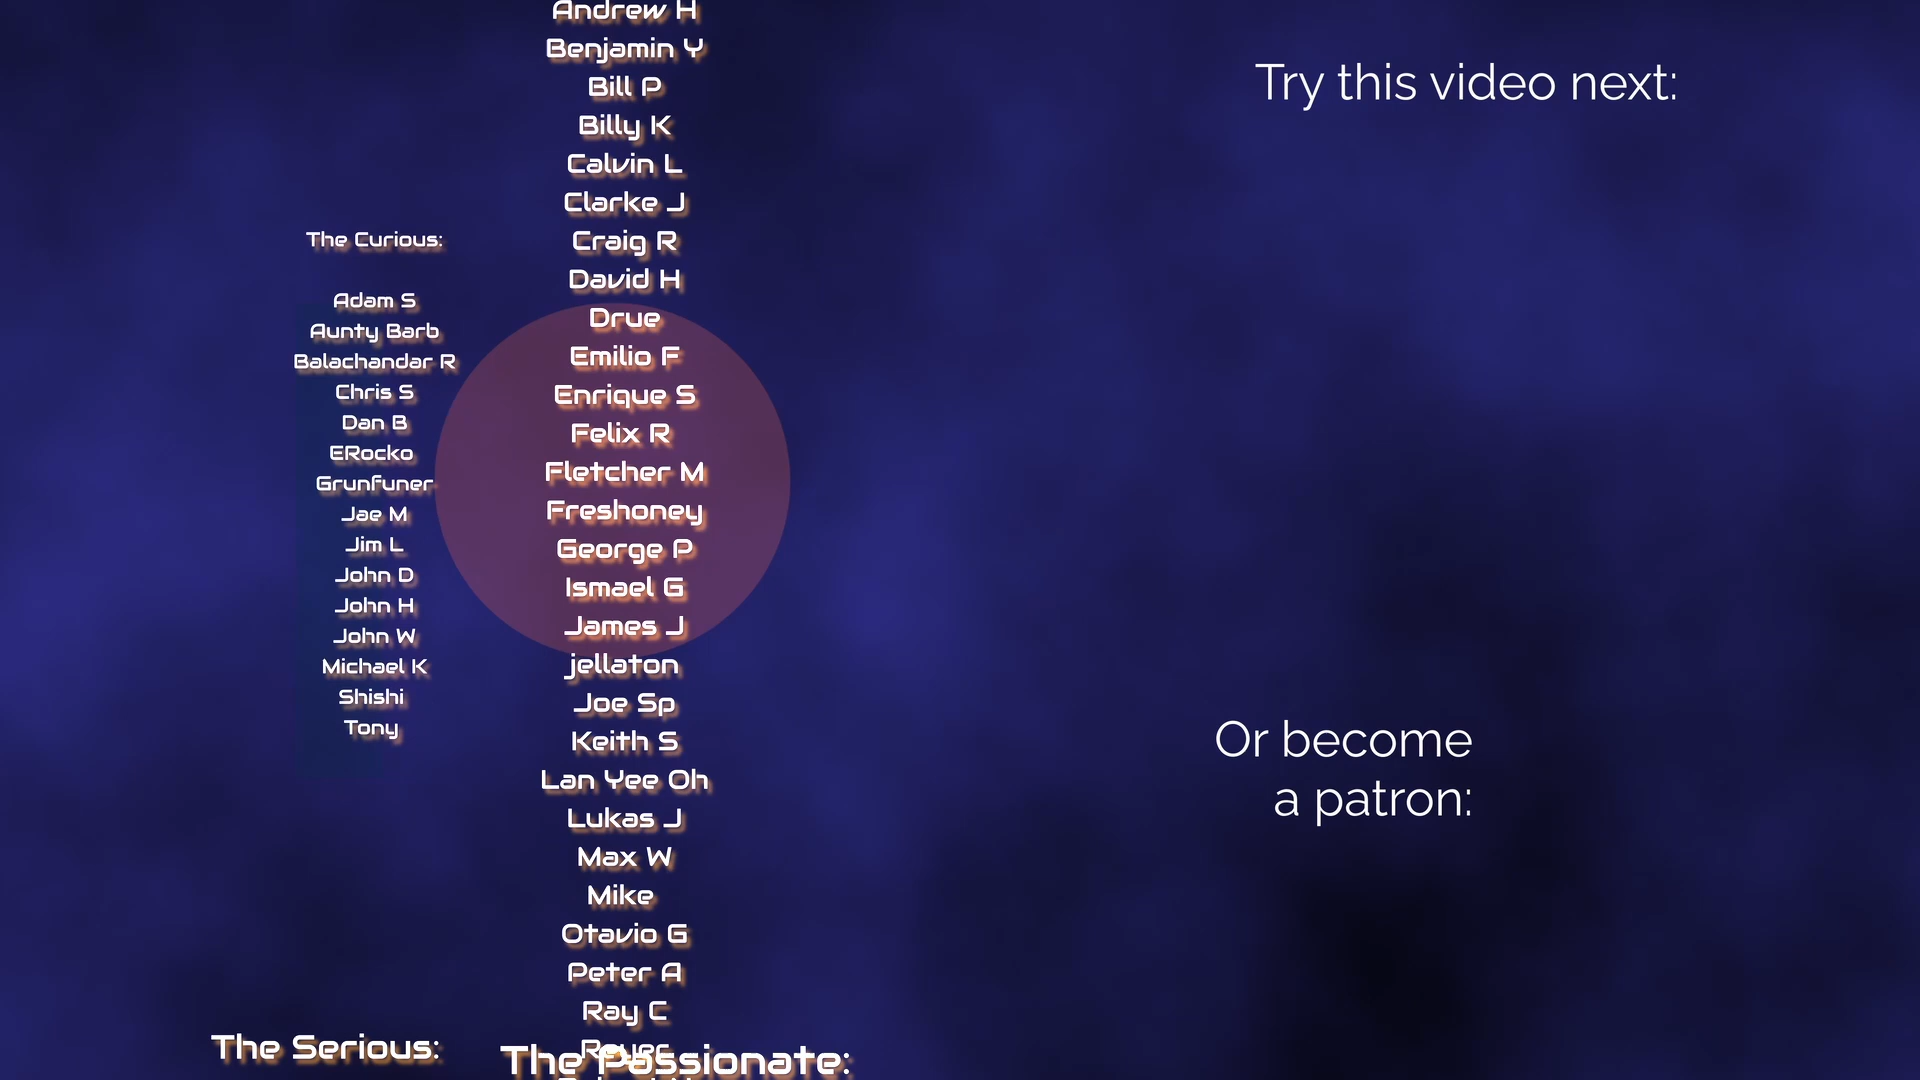 The Curious:
Adam S
Aunty Barb
Balachandar R
Chris S
Dan B
ERocko
Grunfuner
Jae M
Jim L
John D
John H
John W
Michael K
Shishi
Tony
The Serious:
Andrew H
Benjamin Y
Bill P
Billy K
Calvin L
Clarke J
Craig R
David H
Drue
Emilio F
Enrique S
Felix R
Fletcher M
Freshoney
George P
Ismael G
James J
jellaton
Joe Sp
Keith S
Lan Yee Oh
Lukas J
Max W
Mike
Otavio G
Peter A
Ray C
The Passionate:
Try this video next:
Or become
a patron: